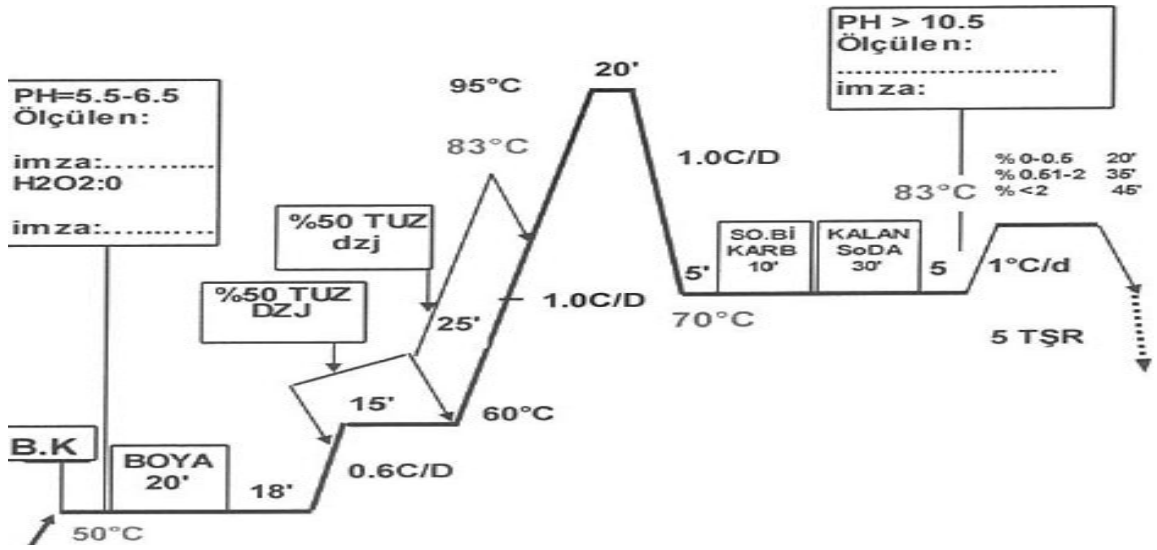 PH=5.5-6.5
Ölçülen:
imza:...........
H2O2:0
imza:...........
B.K
50°C
BOYA
20'
18'
0.6C/D
15'
%50 TUZ
DZJ
%50 TUZ
dzj
25'
60°C
1.0C/D
83°C
95°C
20'
1.0C/D
5'
70°C
SO.Bİ
KARB
10'
KALAN
SoDA
30'
5
PH > 10.5
Ölçülen:
........................
imza:
83°C
%0-0.5 20'
%0.51-2 35'
%<2 45'
1°C/d
5 TŞR